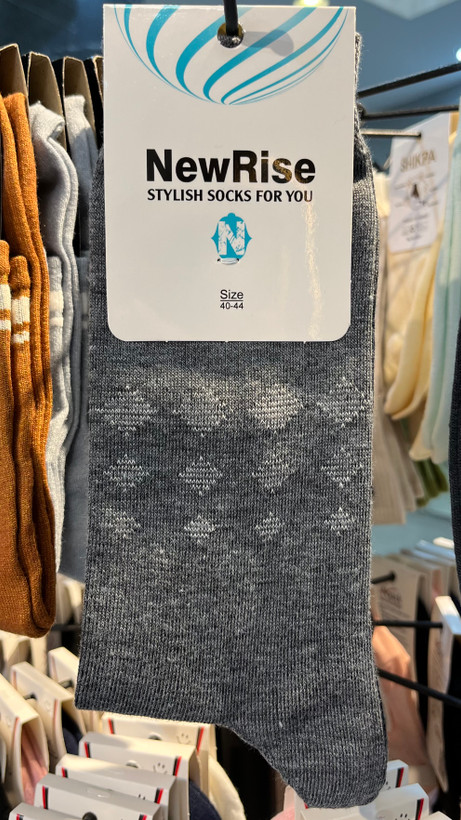 NewRise
STYLISH SOCKS FOR YOU
N
Size
40-44
SHIKPA